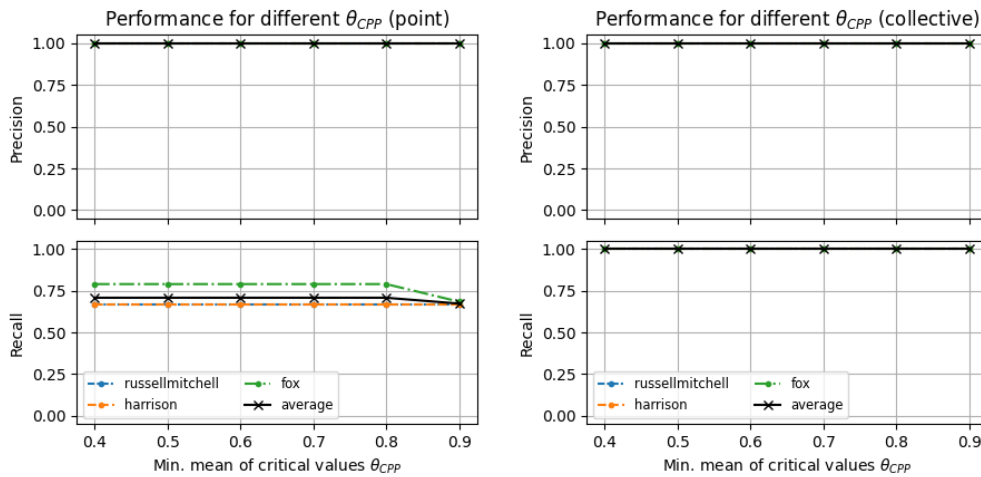 Performance for different θ_CPP (point)
1.00
0.75
0.50
0.25
0.00
Precision
1.00
0.75
0.50
0.25
0.00
Recall
russellmitchell
harrison
fox
average
0.4 0.5 0.6 0.7 0.8 0.9
Min. mean of critical values θ_CPP
Performance for different θ_CPP (collective)
1.00
0.75
0.50
0.25
0.00
Precision
1.00
0.75
0.50
0.25
0.00
Recall
russellmitchell
harrison
fox
average
0.4 0.5 0.6 0.7 0.8 0.9
Min. mean of critical values θ_CPP